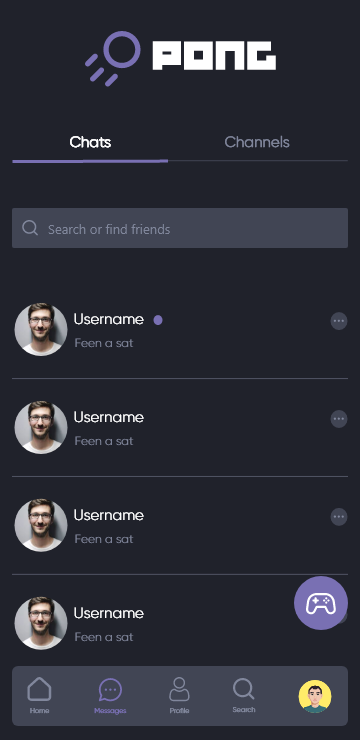 PONG
Chats
Channels
Search or find friends
Username
Feen a sat
Username
Feen a sat
Username
Feen a sat
Username
Feen a sat
Home
Messages
Profile
Search